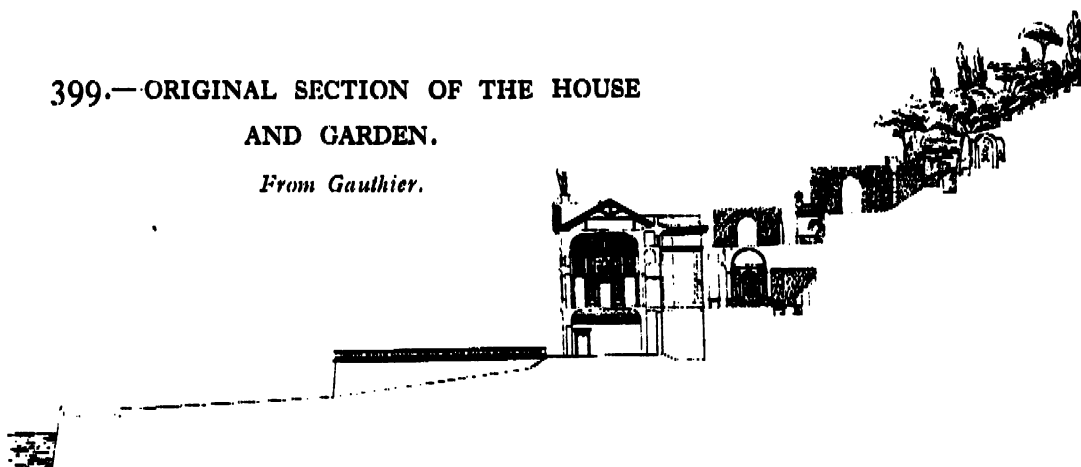 399.—ORIGINAL SECTION OF THE HOUSE
AND GARDEN.
From Gauthier.